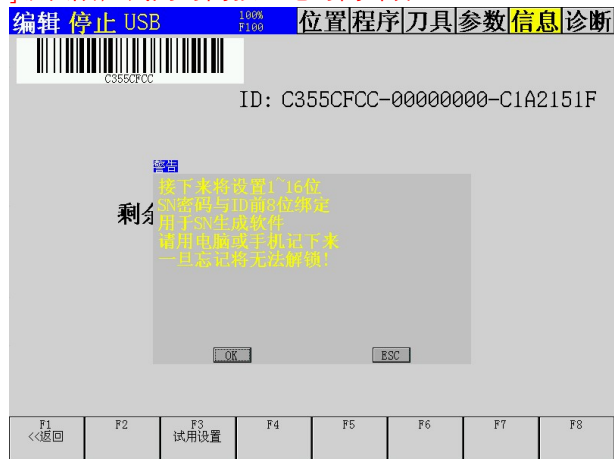 编辑 停止 USB 100% F100 位置 程序 刀具 参数 信息 诊断
C355CFCC
ID: C355CFCC-00000000-C1A2151F
警告
接下来将设置1~16位
SN密码与ID前8位绑定
剩
用于SN生成软件
请用电脑或手机记下来
一旦忘记将无法解锁!
OK ESC
F1 F2 F3 F4 F5 F6 F7 F8
<<返回 试用设置